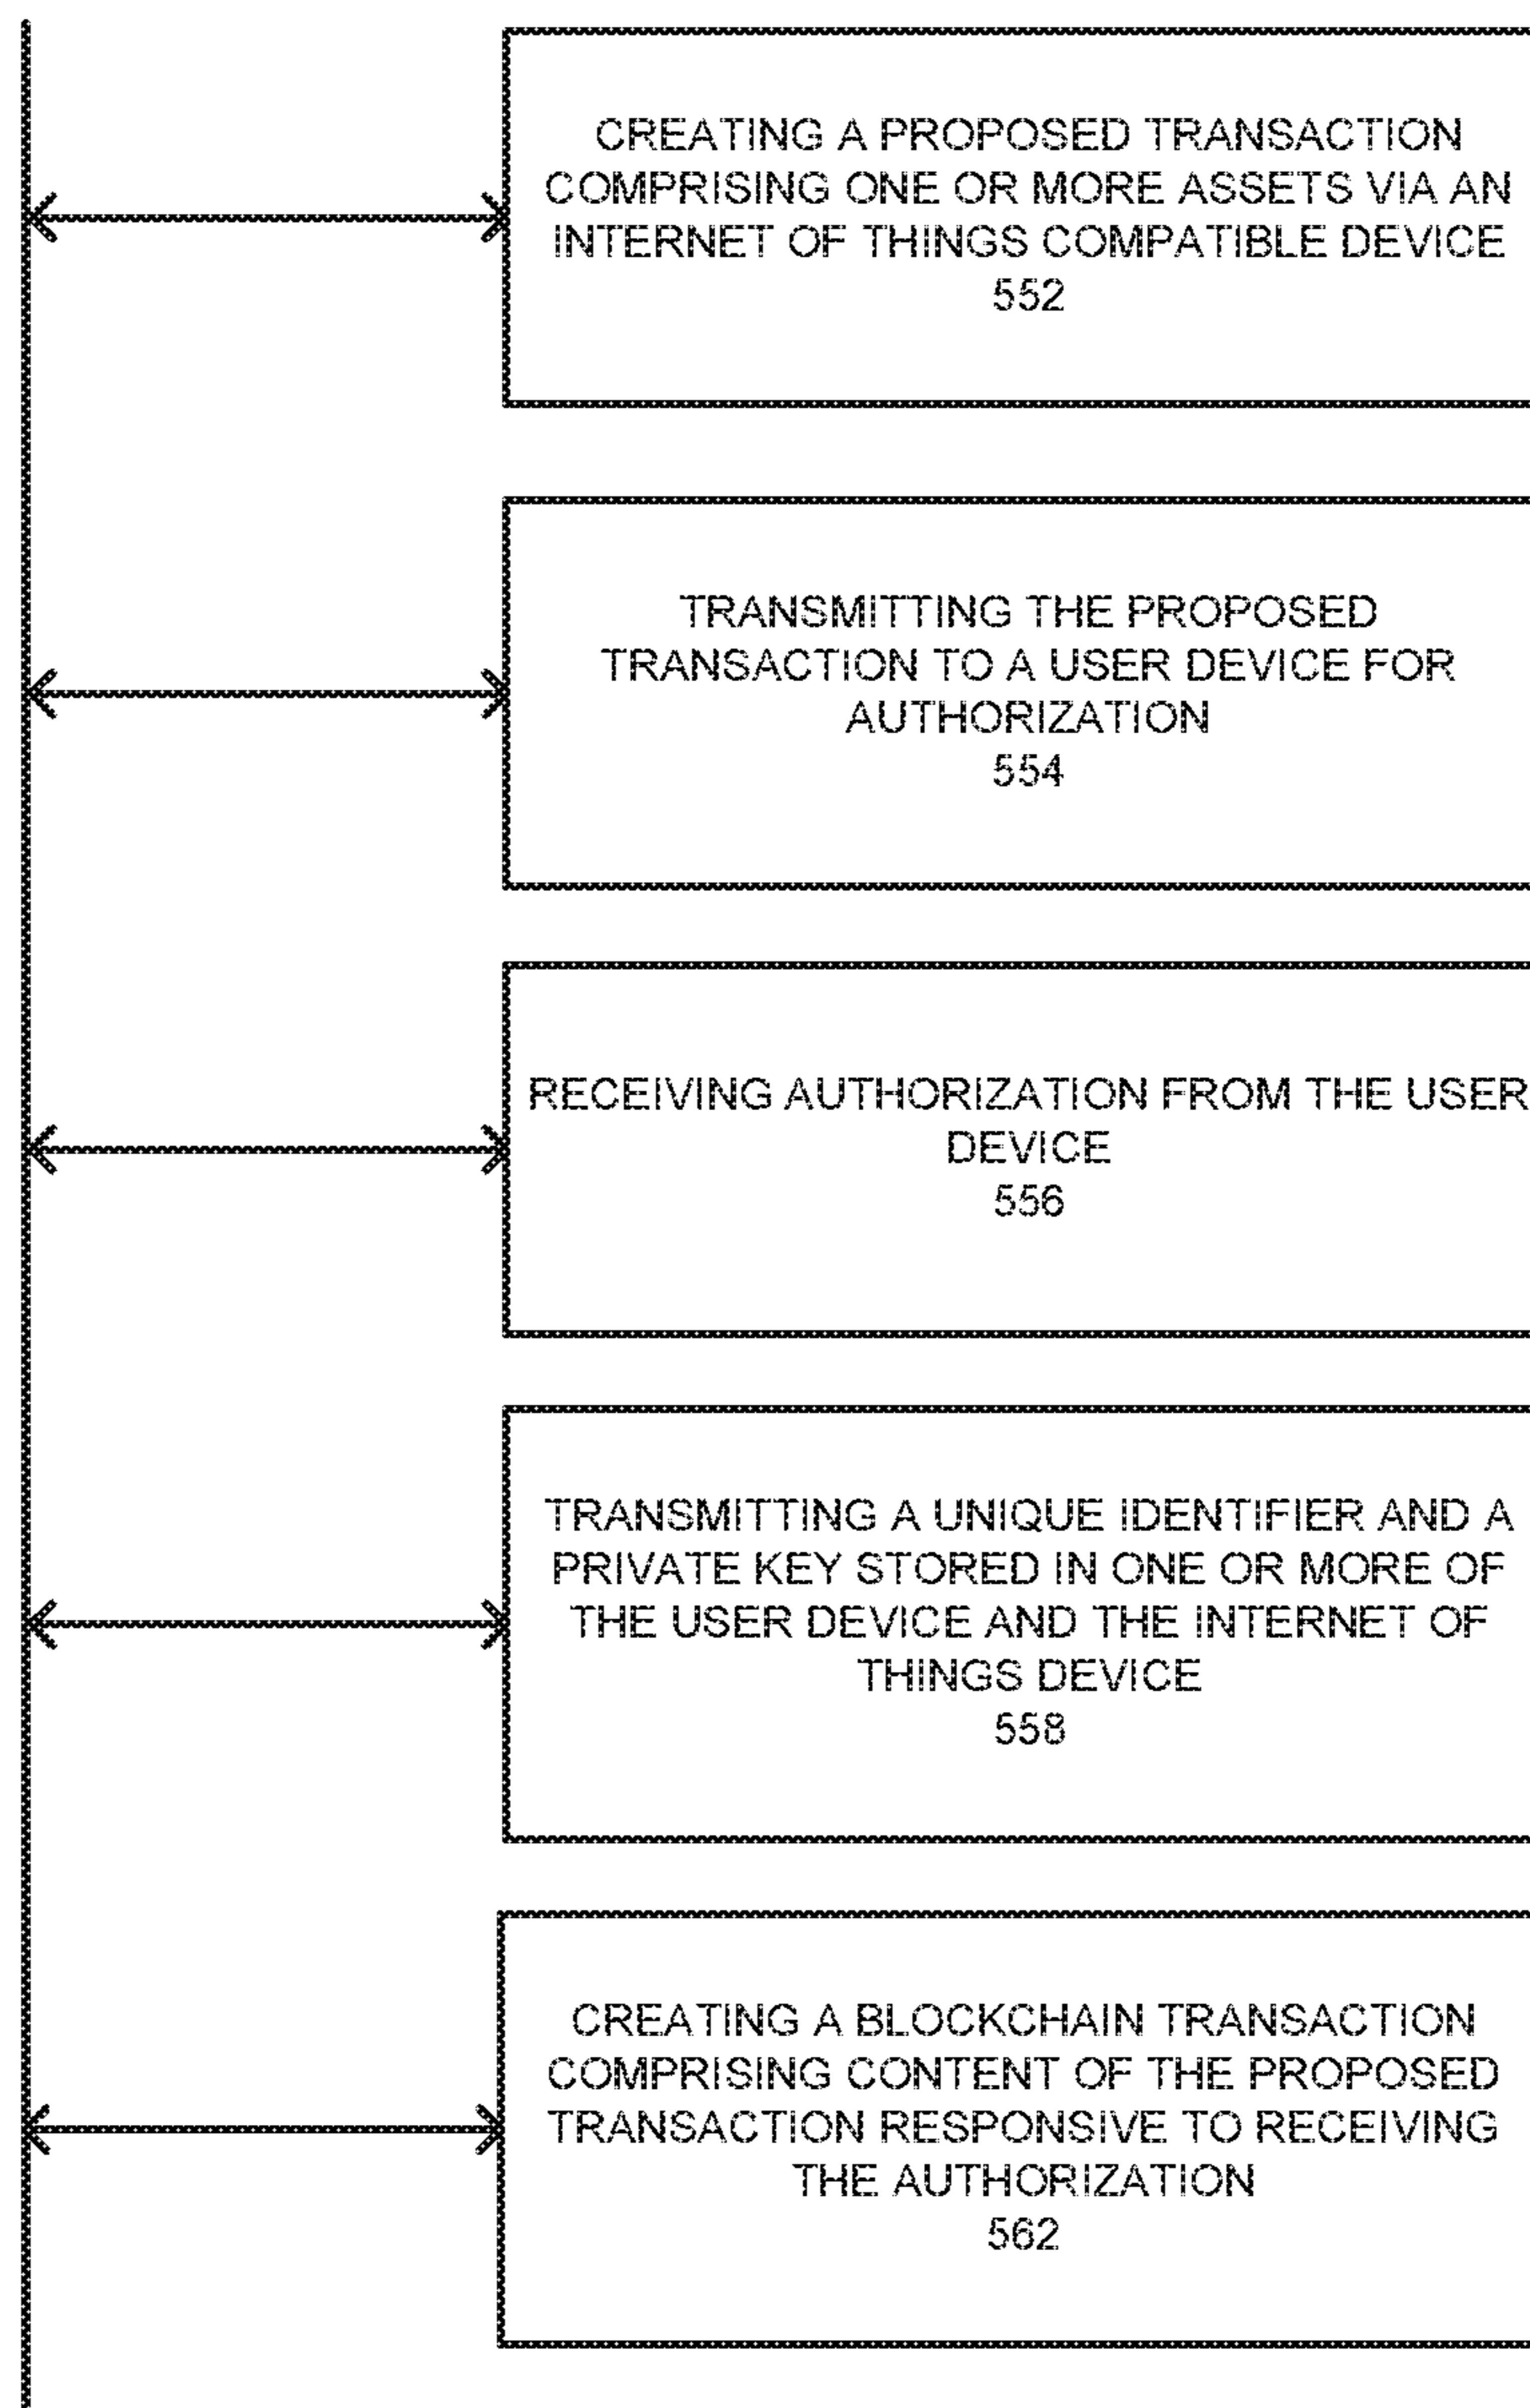 CREATING A PROPOSED TRANSACTION
COMPRISING ONE OR MORE ASSETS VIA AN
INTERNET OF THINGS COMPATIBLE DEVICE
552
TRANSMITTING THE PROPOSED
TRANSACTION TO A USER DEVICE FOR
AUTHORIZATION
554
RECEIVING AUTHORIZATION FROM THE USER
DEVICE
556
TRANSMITTING A UNIQUE IDENTIFIER AND A
PRIVATE KEY STORED IN ONE OR MORE OF
THE USER DEVICE AND THE INTERNET OF
THINGS DEVICE
558
CREATING A BLOCKCHAIN TRANSACTION
COMPRISING CONTENT OF THE PROPOSED
TRANSACTION RESPONSIVE TO RECEIVING
THE AUTHORIZATION
562